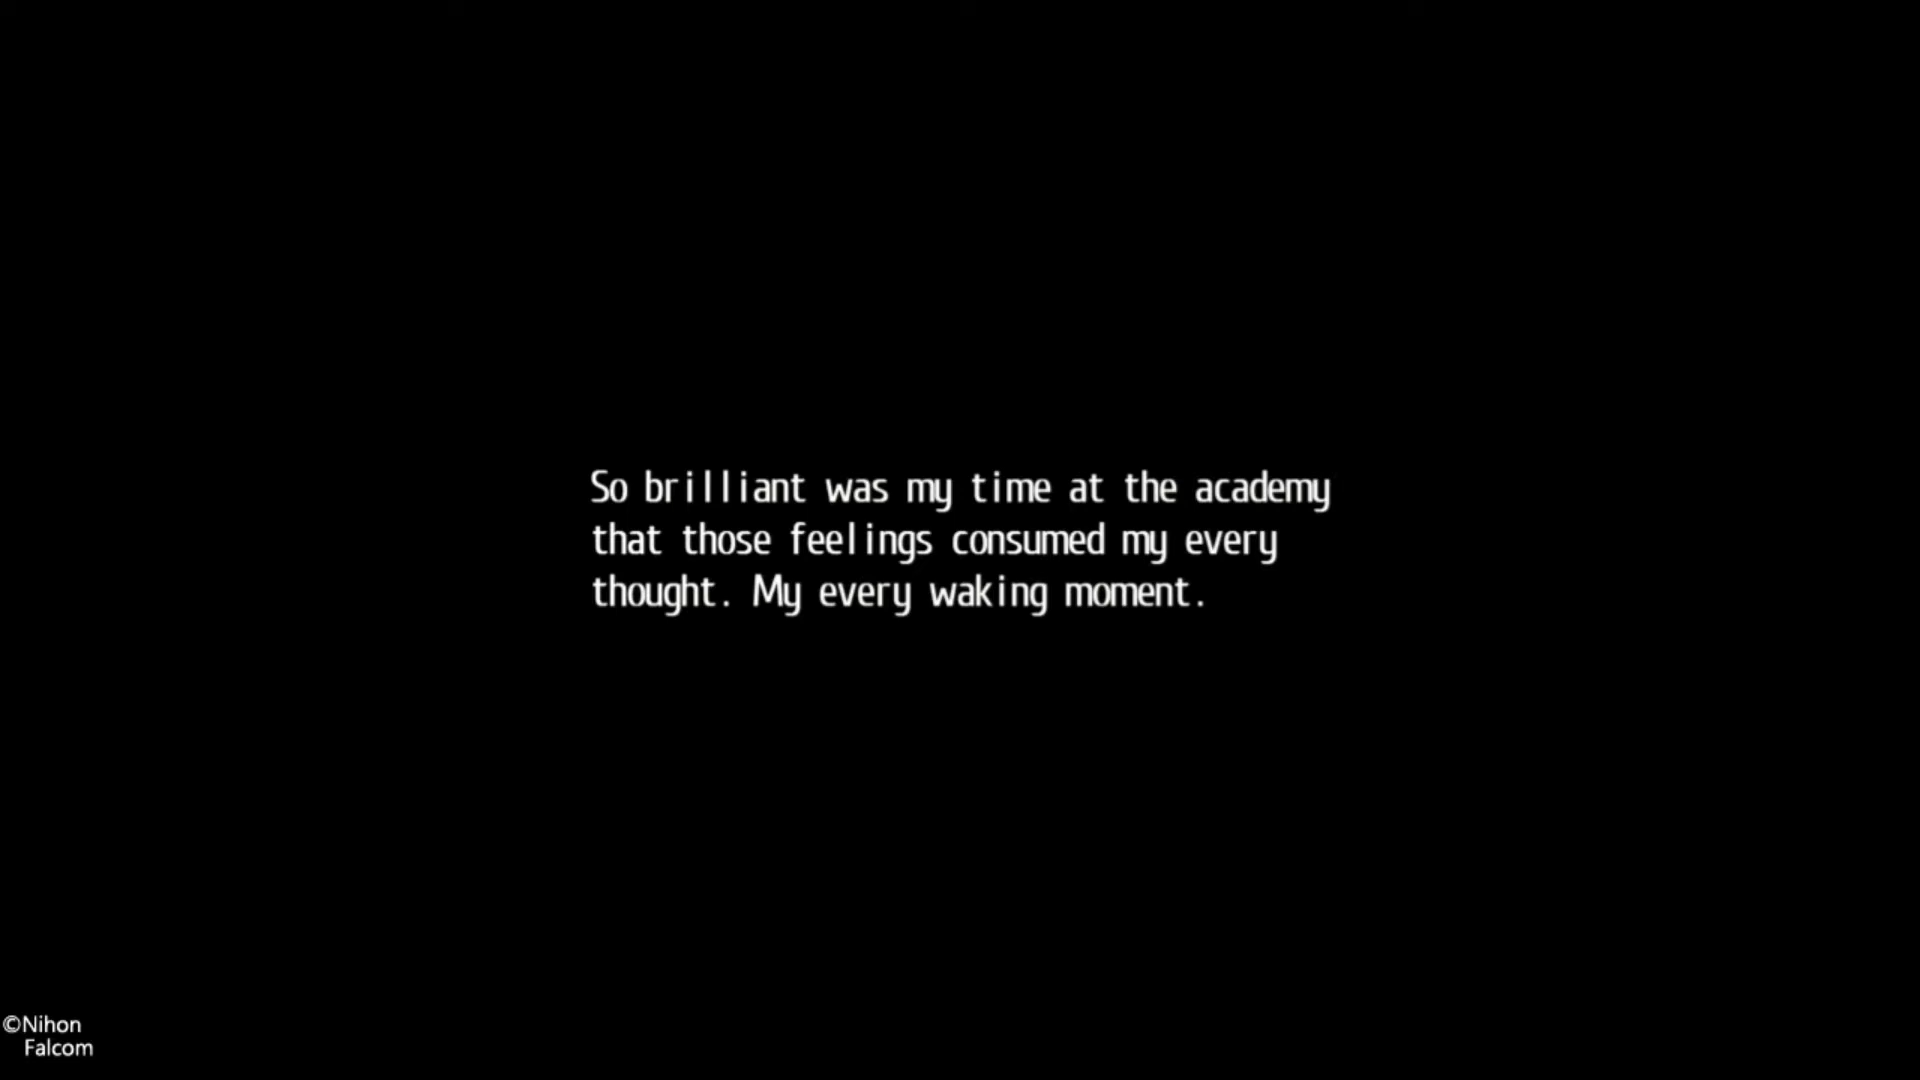 So brilliant was my time at the academy
that those feelings consumed my every
thought. My every waking moment.
©Nihon
Falcom